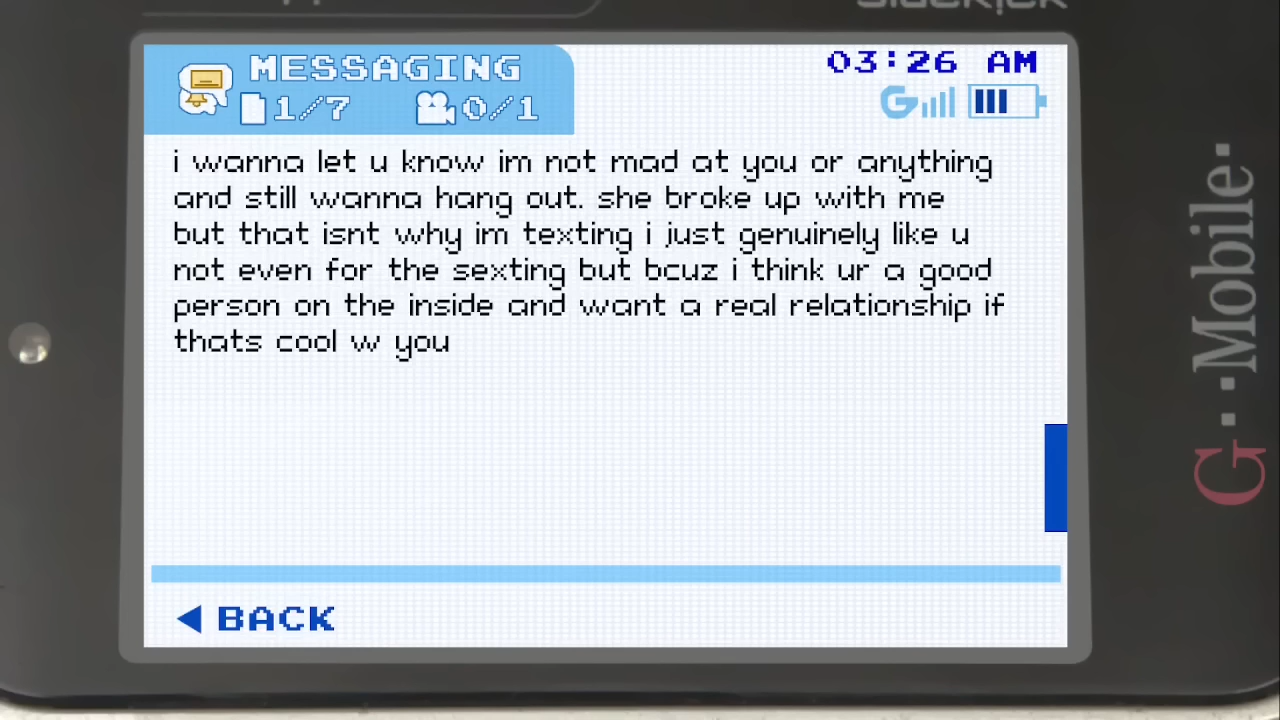 SIDEKICK
MESSAGING
1/7
0/1
03:26 AM
G
i wanna let u know im not mad at you or anything
and still wanna hang out. she broke up with me
but that isnt why im texting i just genuinely like u
not even for the sexting but bcuz i think ur a good
person on the inside and want a real relationship if
thats cool w you
BACK
G··Mobile·